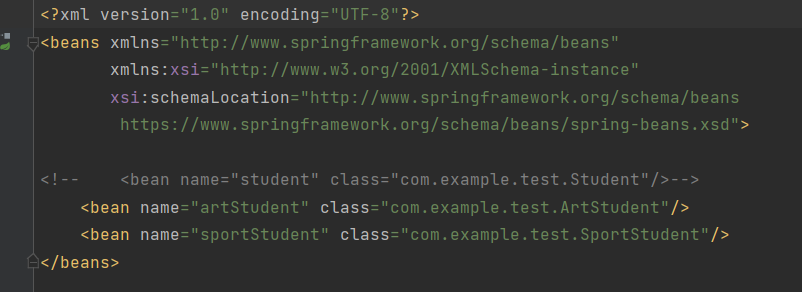 <?xml version="1.0" encoding="UTF-8"?>
<beans xmlns="http://www.springframework.org/schema/beans"
       xmlns:xsi="http://www.w3.org/2001/XMLSchema-instance"
       xsi:schemaLocation="http://www.springframework.org/schema/beans
        https://www.springframework.org/schema/beans/spring-beans.xsd">

<!--    <bean name="student" class="com.example.test.Student"/>-->
    <bean name="artStudent" class="com.example.test.ArtStudent"/>
    <bean name="sportStudent" class="com.example.test.SportStudent"/>
</beans>